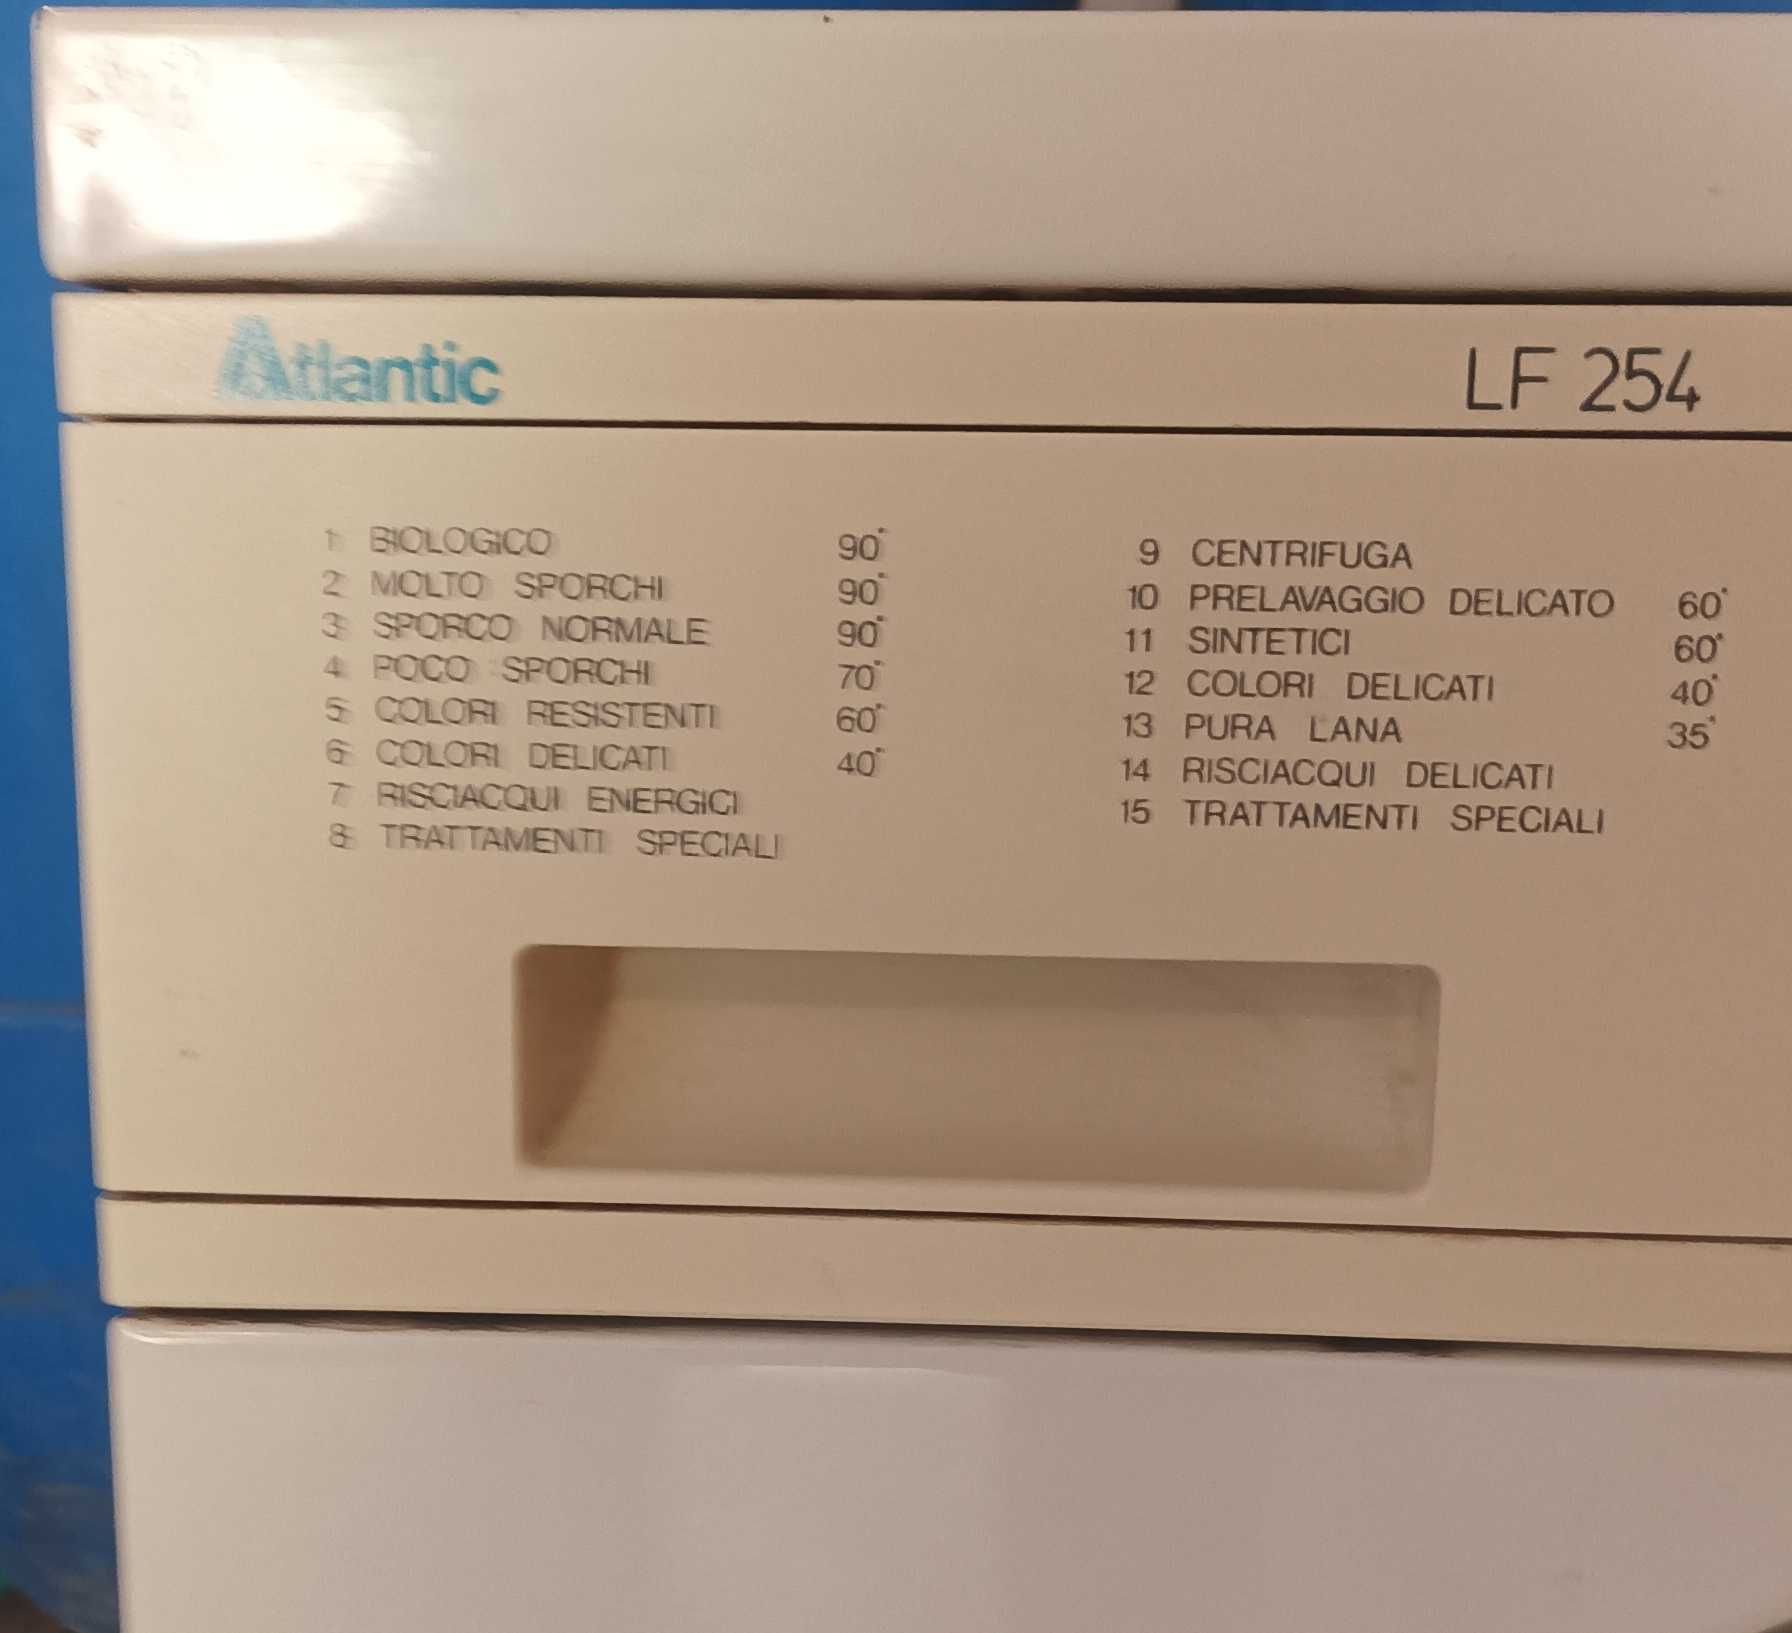 Atlantic
LF 254
1 BIOLOGICO 90°
2 MOLTO SPORCHI 90°
3 SPORCO NORMALE 90°
4 POCO SPORCHI 70°
5 COLORI RESISTENTI 60°
6 COLORI DELICATI 40°
7 RISCIACQUI ENERGICI
8 TRATTAMENTI SPECIALI
9 CENTRIFUGA
10 PRELAVAGGIO DELICATO 60°
11 SINTETICI 60°
12 COLORI DELICATI 40°
13 PURA LANA 35°
14 RISCIACQUI DELICATI
15 TRATTAMENTI SPECIALI